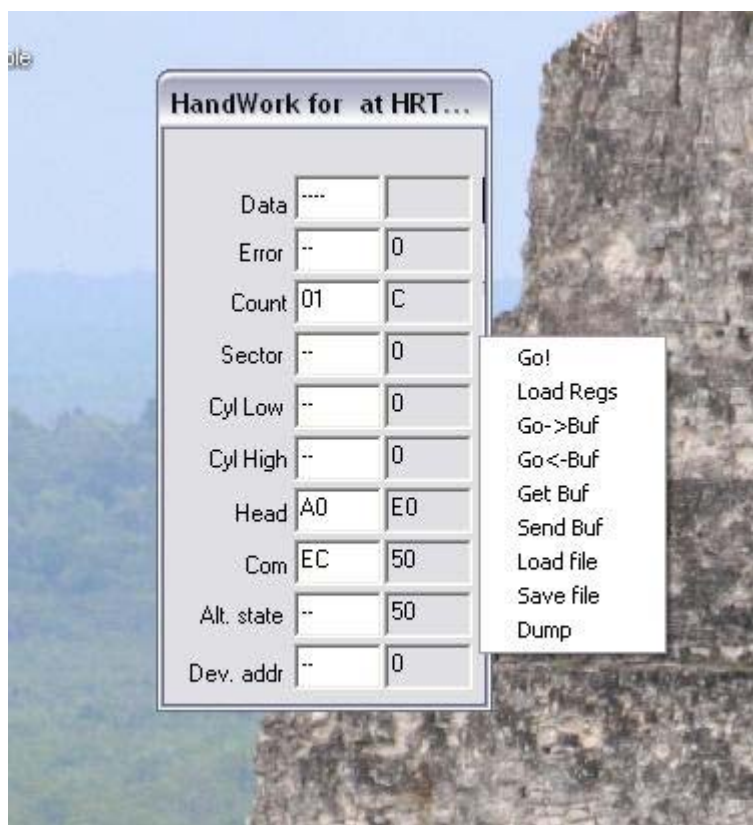 HandWork for at HRT...
Data ----
Error -- 0
Count 01 C
Sector -- 0
Cyl Low -- 0
Cyl High -- 0
Head A0 E0
Com EC 50
Alt. state -- 50
Dev. addr -- 0
Go!
Load Regs
Go->Buf
Go<-Buf
Get Buf
Send Buf
Load file
Save file
Dump